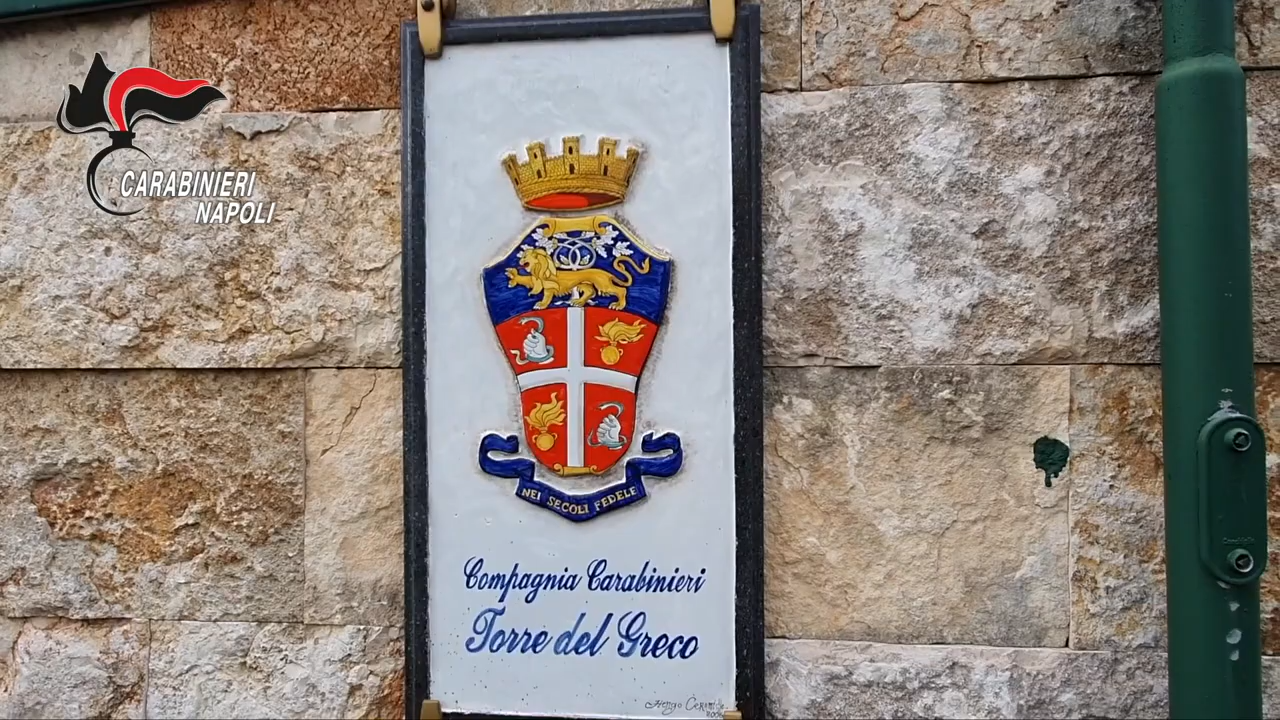 CARABINIERI
NAPOLI
NEI SECOLI FEDELE
Compagnia Carabinieri
Torre del Greco